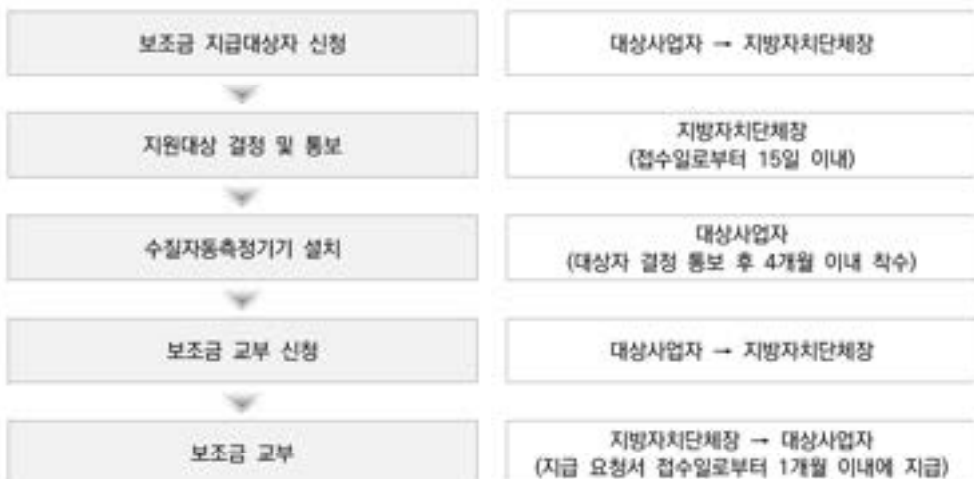 보조금 지급대상자 신청
대상사업자 → 지방자치단체장
지원대상 결정 및 통보
지방자치단체장
(접수일로부터 15일 이내)
수질자동측정기기 설치
대상사업자
(대상자 결정 통보 후 4개월 이내 착수)
보조금 교부 신청
대상사업자 → 지방자치단체장
보조금 교부
지방자치단체장 → 대상사업자
(지급 요청서 접수일로부터 1개월 이내에 지급)